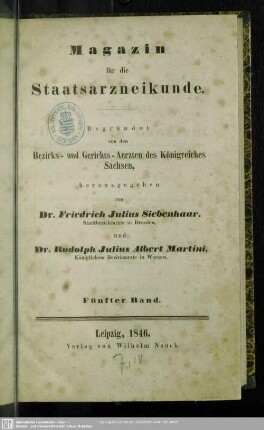 Magazin
für die
Staatsarzneikunde.
Begründet
von den
Bezirks- und Gerichts-Aerzten des Königreiches
Sachsen,
herausgegeben
von
Dr. Friedrich Julius Siebenhaar,
Stadtbezirksarzte in Dresden,
und
Dr. Rudolph Julius Albert Martini,
Königlichem Bezirksarzte in Wurzen.
Fünfter Band.
Leipzig, 1846.
Verlag von Wilhelm Nauck.